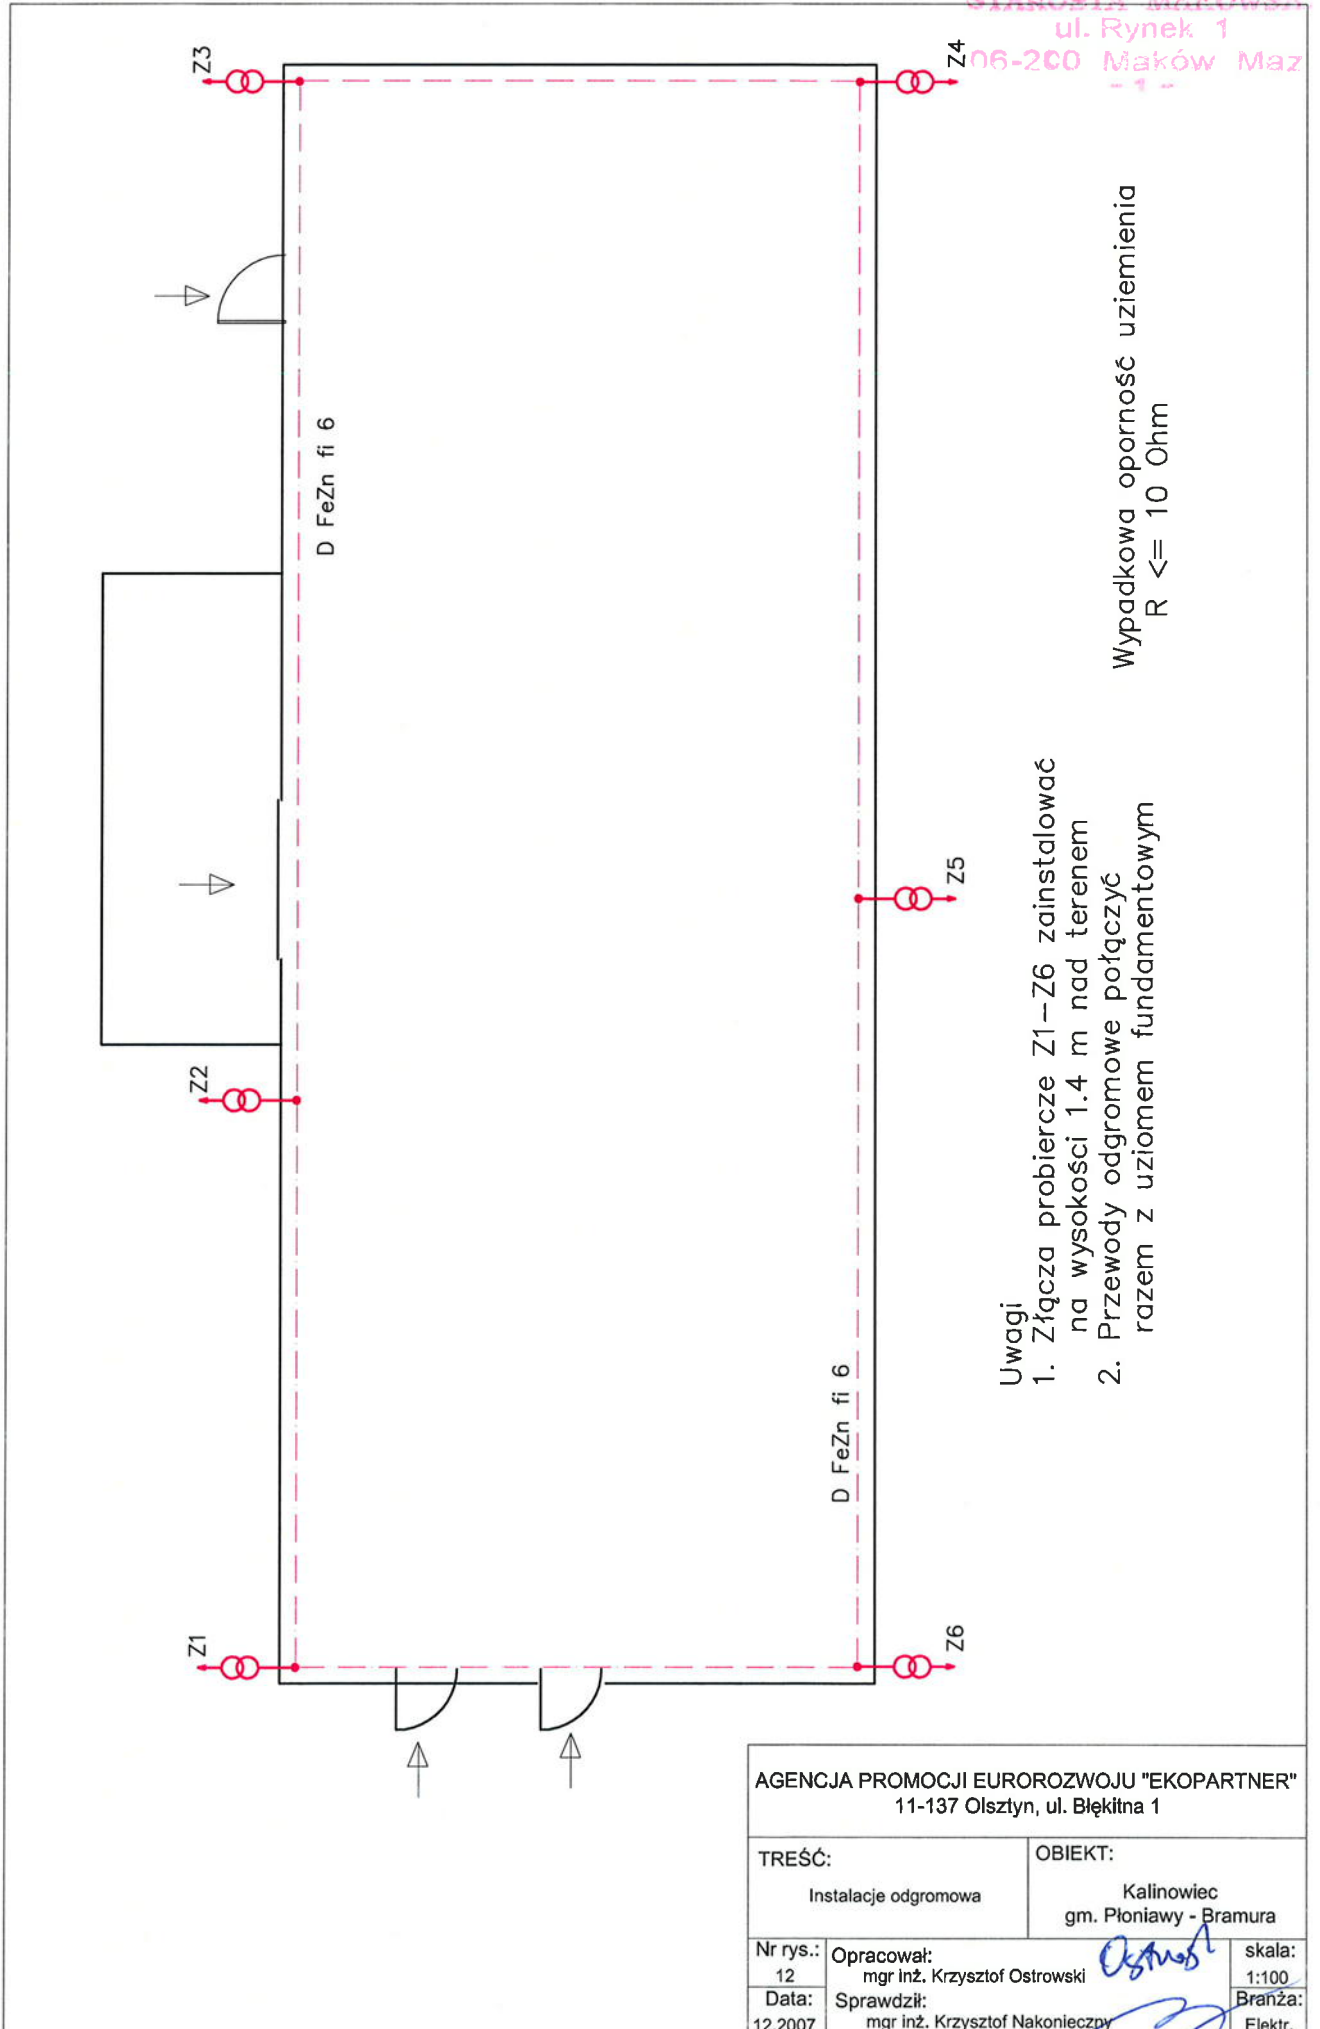 ul. Rynek 1
06-200 Maków Maz
- 1 -
Z3
Z4
D FeZn fi 6
Wypadkowa oporność uziemienia
R <= 10 Ohm
Z2
Z5
Uwagi
1. Złącza probiercze Z1-Z6 zainstalować
na wysokości 1.4 m nad terenem
2. Przewody odgromowe połączyć
razem z uziomem fundamentowym
D FeZn fi 6
Z1
Z6
AGENCJA PROMOCJI EUROROZWOJU "EKOPARTNER"
11-137 Olsztyn, ul. Błękitna 1
TREŚĆ:
Instalacje odgromowa
OBIEKT:
Kalinowiec
gm. Płoniawy - Bramura
Nr rys.:
12
Opracował:
mgr inż. Krzysztof Ostrowski
skala:
1:100
Data:
12.2007
Sprawdził:
mgr inż. Krzysztof Nakonieczny
Branża:
Elektr.